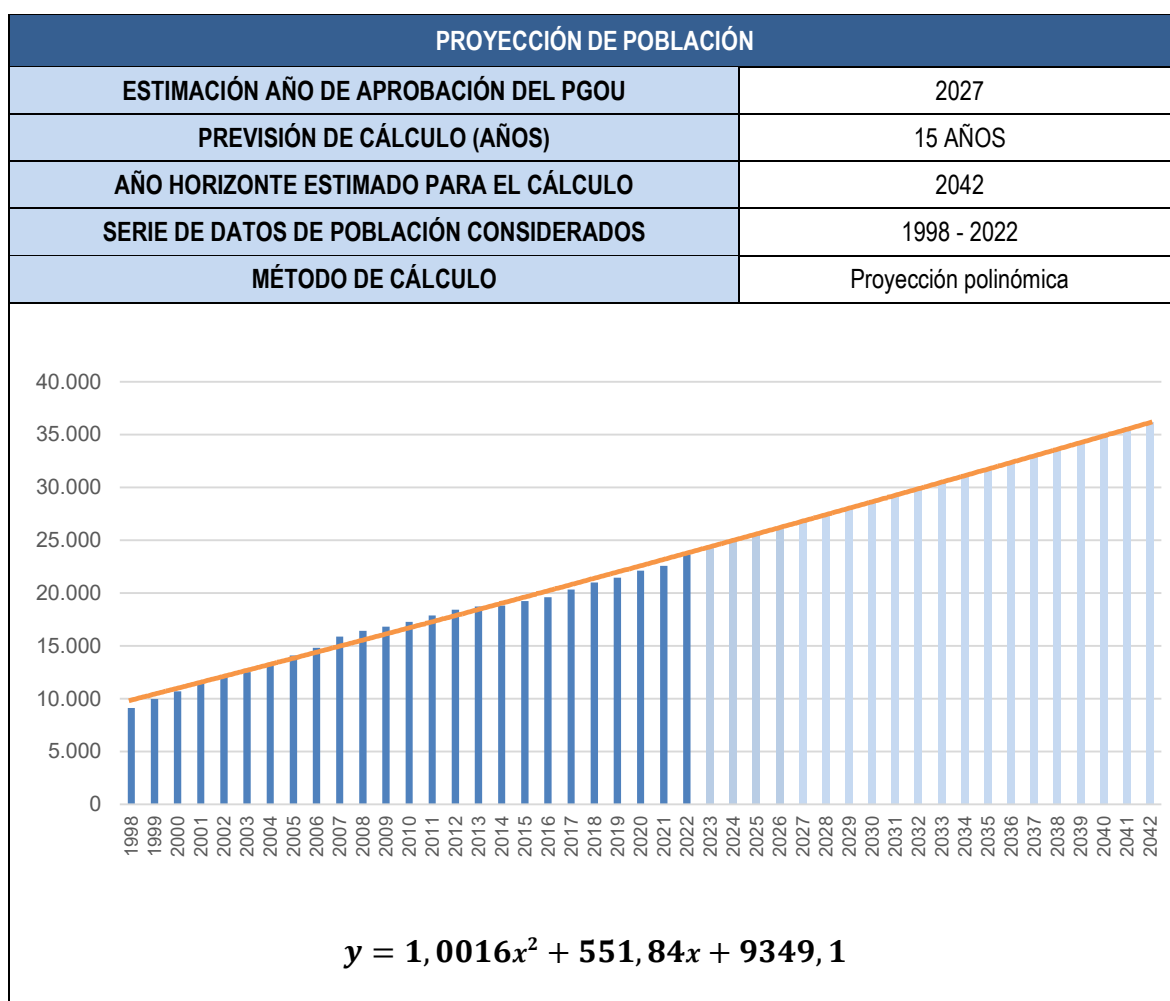 PROYECCIÓN DE POBLACIÓN
ESTIMACIÓN AÑO DE APROBACIÓN DEL PGOU 2027
PREVISIÓN DE CÁLCULO (AÑOS) 15 AÑOS
AÑO HORIZONTE ESTIMADO PARA EL CÁLCULO 2042
SERIE DE DATOS DE POBLACIÓN CONSIDERADOS 1998 - 2022
MÉTODO DE CÁLCULO Proyección polinómica
40.000
35.000
30.000
25.000
20.000
15.000
10.000
5.000
0
1998 1999 2000 2001 2002 2003 2004 2005 2006 2007 2008 2009 2010 2011 2012 2013 2014 2015 2016 2017 2018 2019 2020 2021 2022 2023 2024 2025 2026 2027 2028 2029 2030 2031 2032 2033 2034 2035 2036 2037 2038 2039 2040 2041 2042
y = 1,0016x² + 551,84x + 9349,1